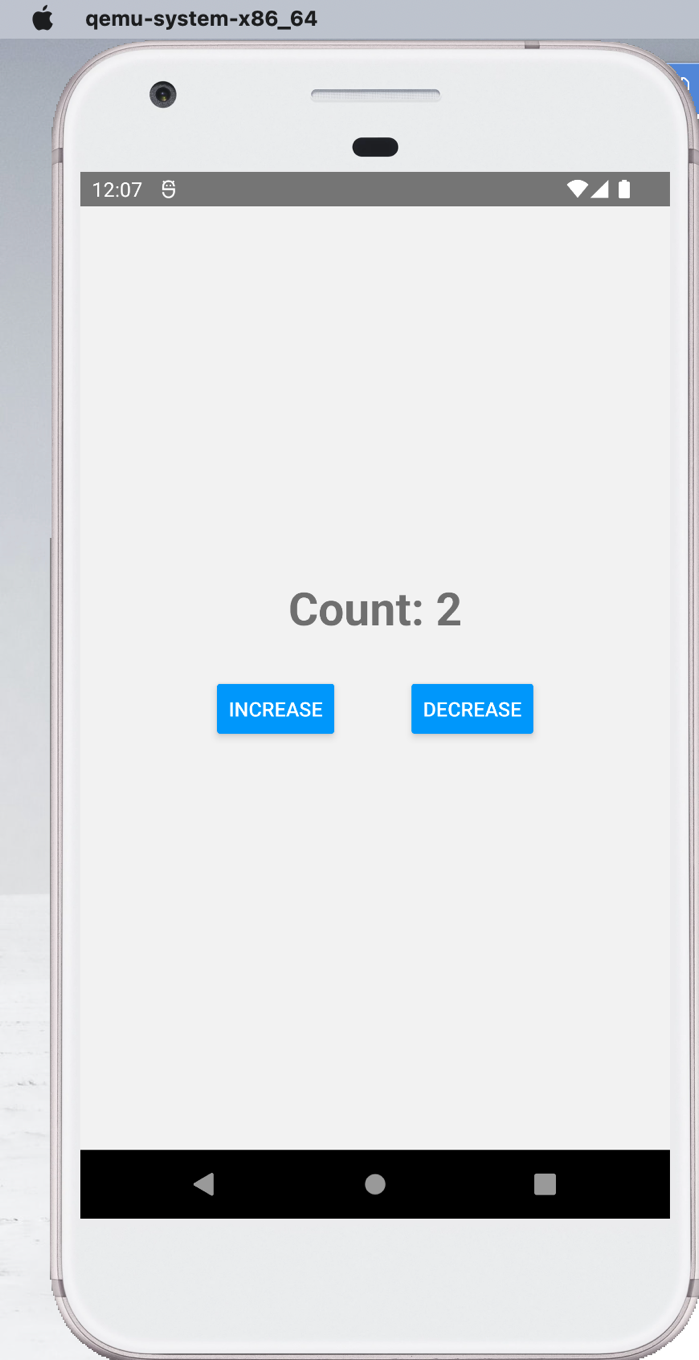 qemu-system-x86_64
12:07
Count: 2
INCREASE
DECREASE